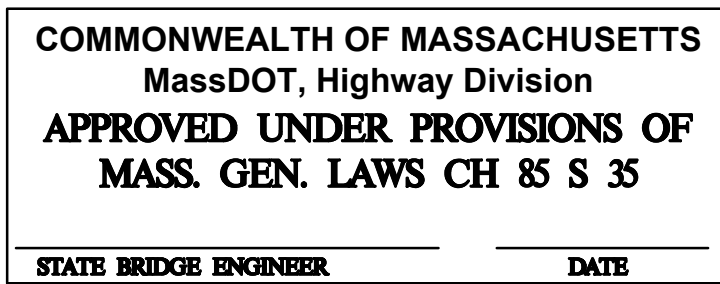 COMMONWEALTH OF MASSACHUSETTS
MassDOT, Highway Division
APPROVED UNDER PROVISIONS OF
MASS. GEN. LAWS CH 85 S 35
STATE BRIDGE ENGINEER DATE